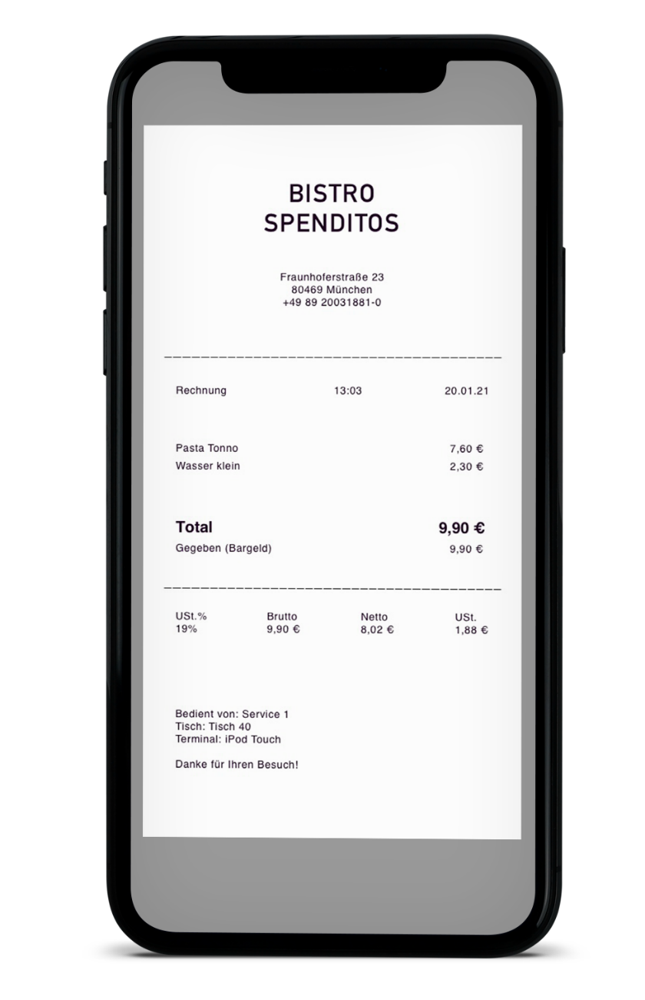 BISTRO
SPENDITOS
Fraunhoferstraße 23
80469 München
+49 89 20031881-0
Rechnung 13:03 20.01.21
Pasta Tonno 7,60 €
Wasser klein 2,30 €
Total 9,90 €
Gegeben (Bargeld) 9,90 €
USt.% Brutto Netto USt.
19% 9,90 € 8,02 € 1,88 €
Bedient von: Service 1
Tisch: Tisch 40
Terminal: iPod Touch
Danke für Ihren Besuch!